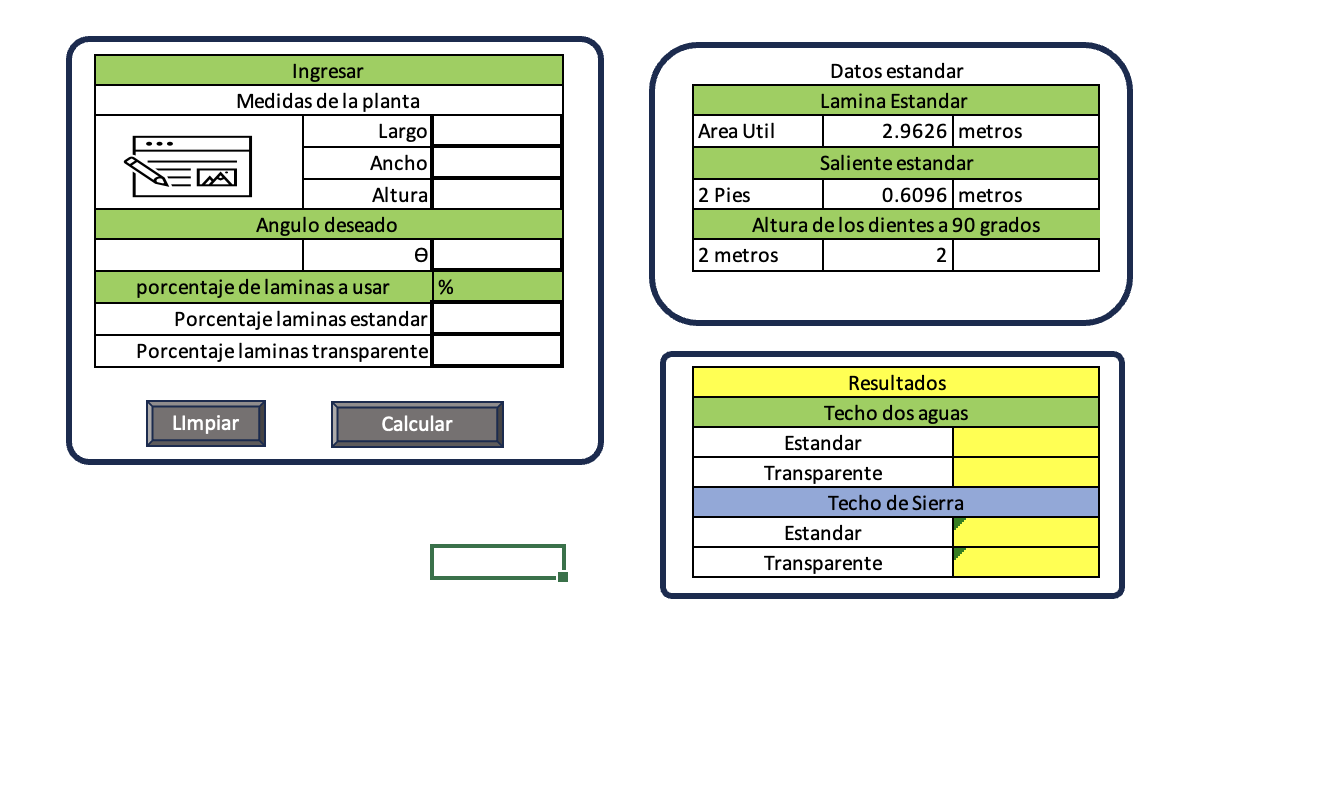 Ingresar
Medidas de la planta
Largo
Ancho
Altura
Angulo deseado
Ɵ
porcentaje de laminas a usar %
Porcentaje laminas estandar
Porcentaje laminas transparente
LImpiar Calcular
Datos estandar
Lamina Estandar
Area Util 2.9626 metros
Saliente estandar
2 Pies 0.6096 metros
Altura de los dientes a 90 grados
2 metros 2
Resultados
Techo dos aguas
Estandar
Transparente
Techo de Sierra
Estandar
Transparente